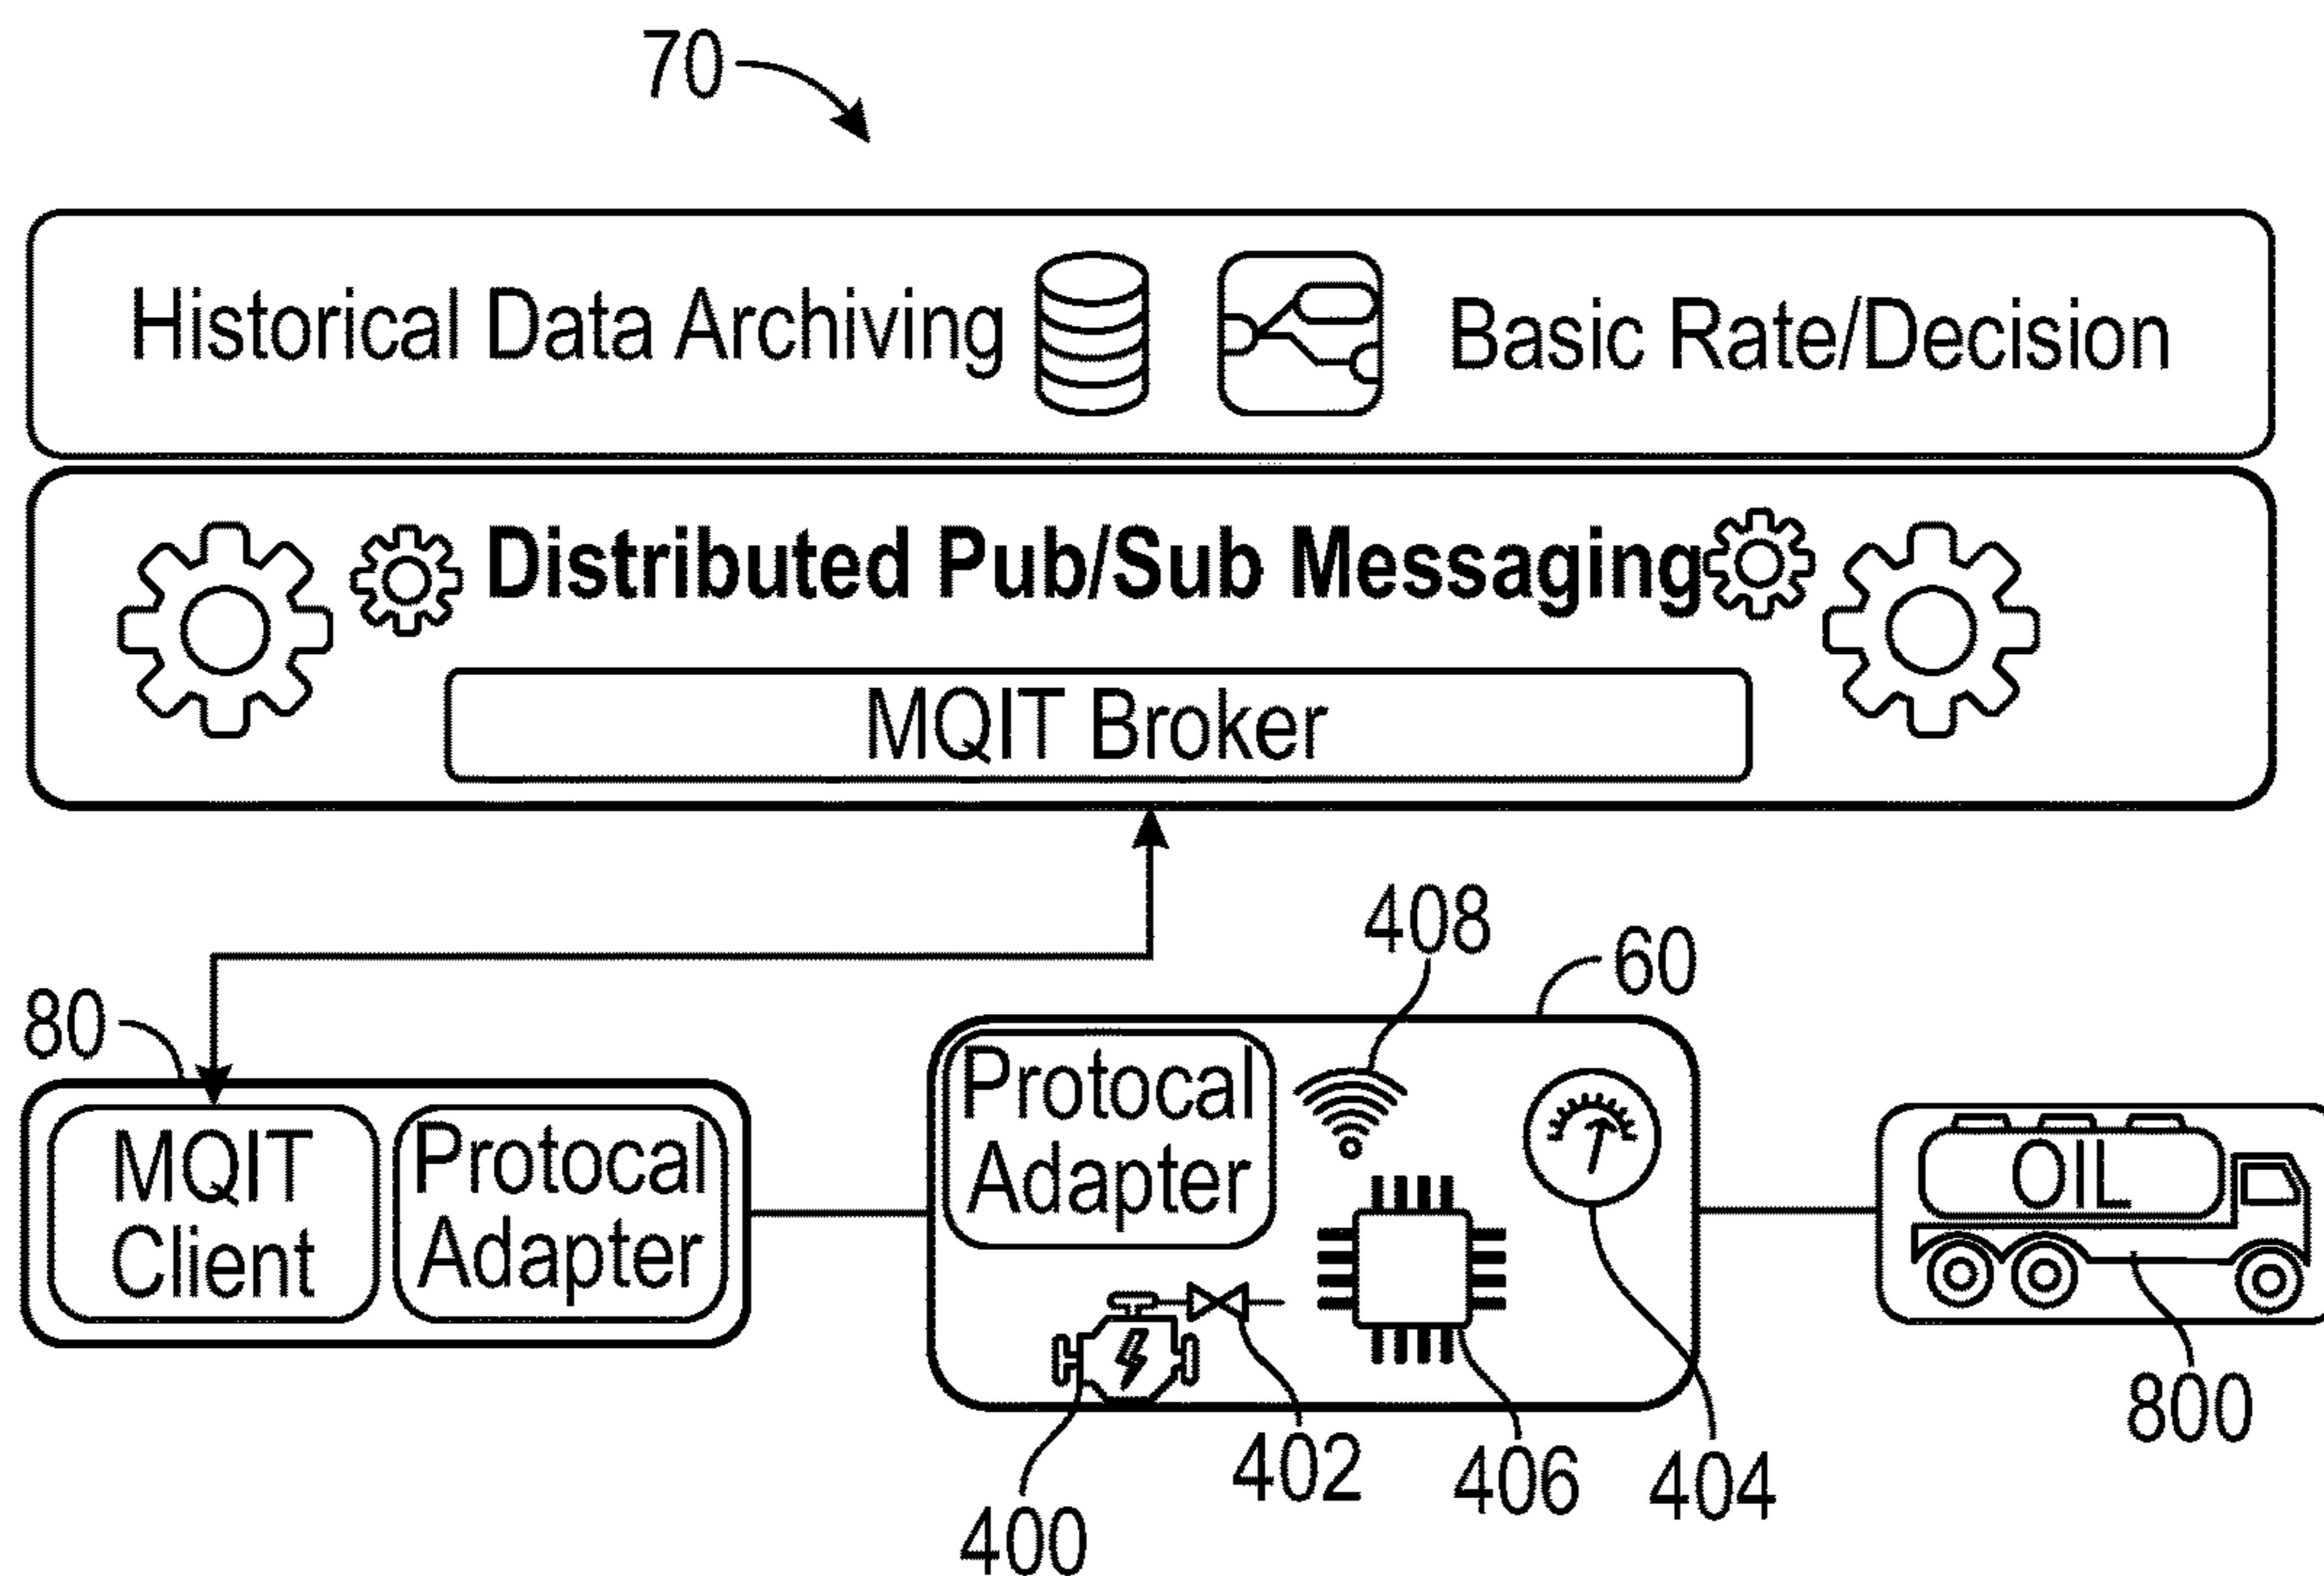 70
Historical Data Archiving
Basic Rate/Decision
Distributed Pub/Sub Messaging
MQIT Broker
408
60
80
MQIT
Client
Protocal
Adapter
Protocal
Adapter
OIL
800
402
406
404
400